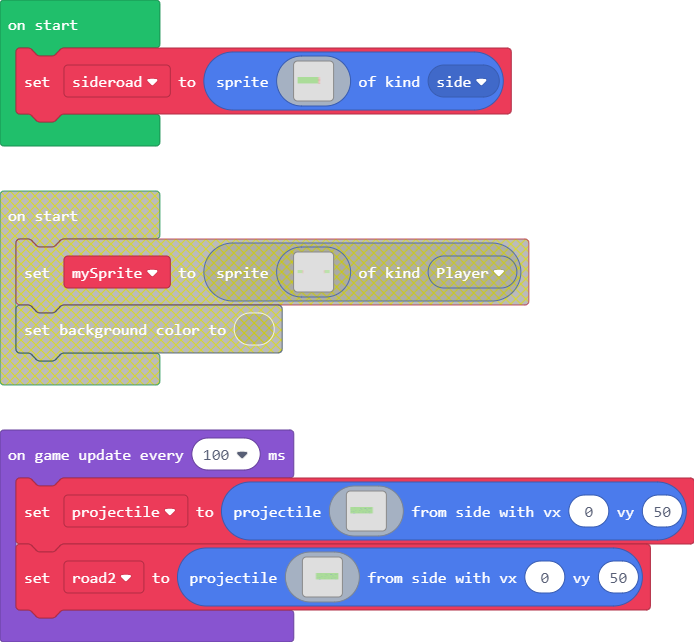 on start
set sideroad to sprite of kind side
on start
set mySprite to sprite of kind Player
set background color to
on game update every 100 ms
set projectile to projectile from side with vx 0 vy 50
set road2 to projectile from side with vx 0 vy 50